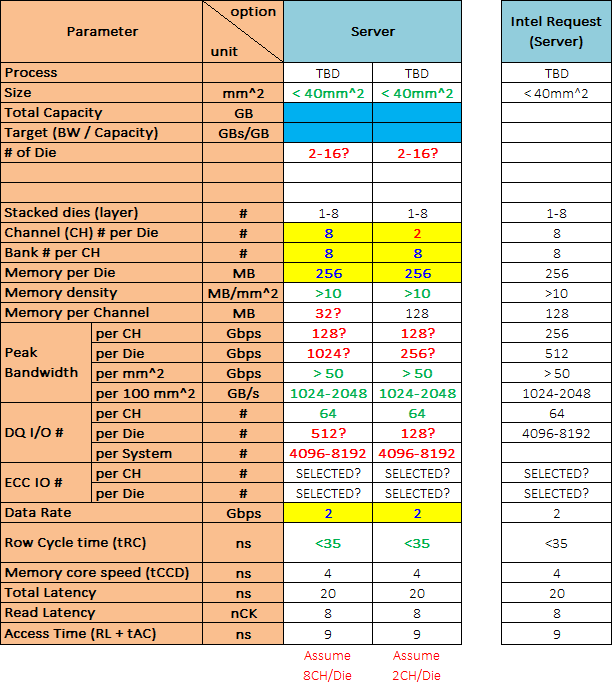 Parameter option unit Server Intel Request (Server)
Process TBD TBD TBD
Size mm^2 < 40mm^2 < 40mm^2 < 40mm^2
Total Capacity GB
Target (BW / Capacity) GBs/GB
# of Die 2-16? 2-16?
Stacked dies (layer) # 1-8 1-8 1-8
Channel (CH) # per Die # 8 2 8
Bank # per CH # 8 8 8
Memory per Die MB 256 256 256
Memory density MB/mm^2 >10 >10 >10
Memory per Channel MB 32? 128 128
Peak Bandwidth per CH Gbps 128? 128? 256
per Die Gbps 1024? 256? 512
per mm^2 Gbps > 50 > 50 > 50
per 100 mm^2 GB/s 1024-2048 1024-2048 1024-2048
DQ I/O # per CH # 64 64 64
per Die # 512? 128? 4096-8192
per System # 4096-8192 4096-8192
ECC IO # per CH # SELECTED? SELECTED? SELECTED?
per Die # SELECTED? SELECTED? SELECTED?
Data Rate Gbps 2 2 2
Row Cycle time (tRC) ns <35 <35 <35
Memory core speed (tCCD) ns 4 4 4
Total Latency ns 20 20 20
Read Latency nCK 8 8 8
Access Time (RL + tAC) ns 9 9 9
Assume 8CH/Die Assume 2CH/Die